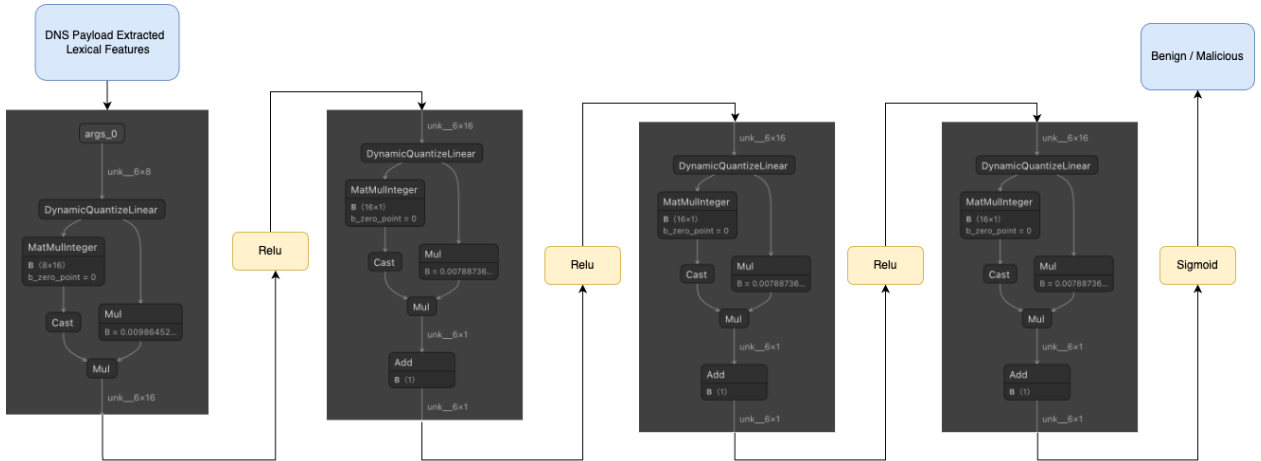 DNS Payload Extracted
Lexical Features
args_0
unk__6×8
DynamicQuantizeLinear
MatMulInteger
B ⟨8×16⟩
b_zero_point = 0
Cast
Mul
B = 0.00986452...
Mul
unk__6×16
Relu
unk__6×16
DynamicQuantizeLinear
MatMulInteger
B ⟨16×1⟩
b_zero_point = 0
Cast
Mul
B = 0.00788736...
Mul
unk__6×1
Add
B ⟨1⟩
unk__6×1
Relu
unk__6×16
DynamicQuantizeLinear
MatMulInteger
B ⟨16×1⟩
b_zero_point = 0
Cast
Mul
B = 0.00788736...
Mul
unk__6×1
Add
B ⟨1⟩
unk__6×1
Relu
unk__6×16
DynamicQuantizeLinear
MatMulInteger
B ⟨16×1⟩
b_zero_point = 0
Cast
Mul
B = 0.00788736...
Mul
unk__6×1
Add
B ⟨1⟩
unk__6×1
Sigmoid
Benign / Malicious